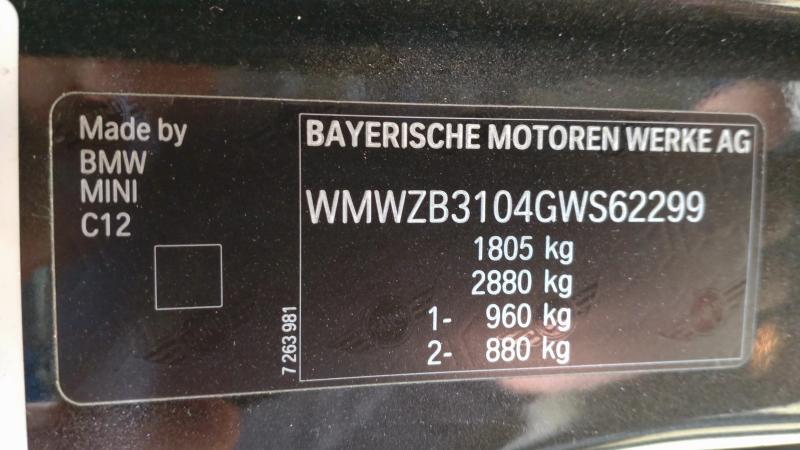 Made by
BMW
MINI
C12
BAYERISCHE MOTOREN WERKE AG
WMWZB3104GWS62299
1805 kg
2880 kg
1- 960 kg
2- 880 kg
7 263 981